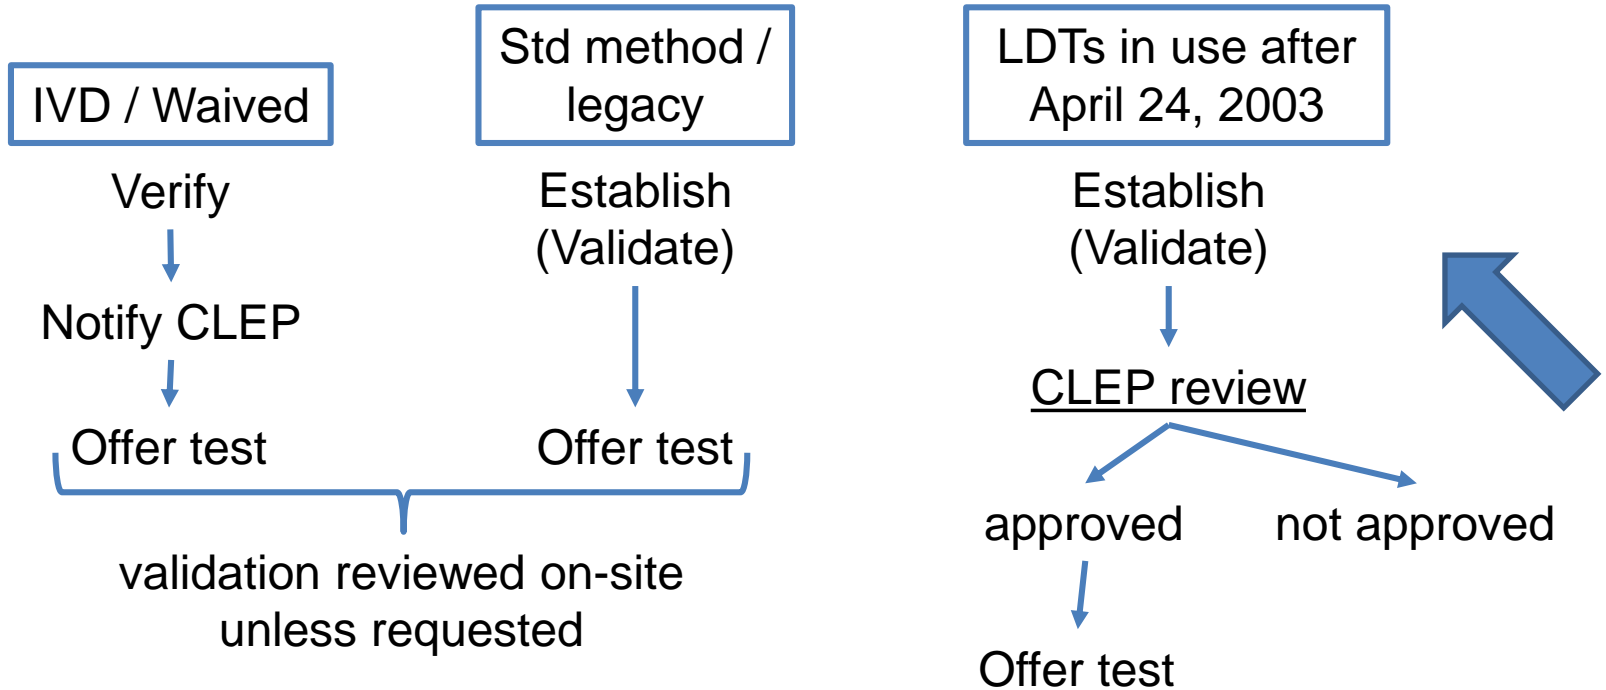 IVD / Waived
Verify
Notify CLEP
Offer test
Std method /
legacy
Establish
(Validate)
Offer test
validation reviewed on-site
unless requested
LDTs in use after
April 24, 2003
Establish
(Validate)
CLEP review
approved
not approved
Offer test